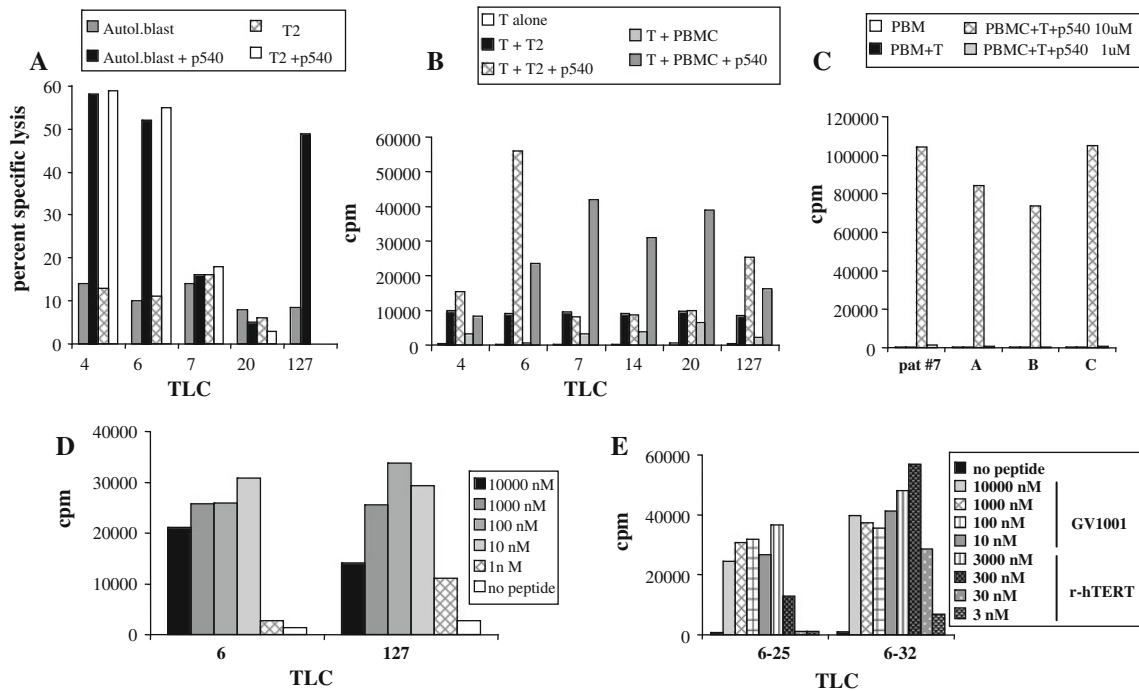 A
Autol.blast
T2
Autol.blast + p540
T2 +p540
percent specific lysis
60
50
40
30
20
10
0
4 6 7 20 127
TLC
B
T alone
T + T2
T + T2 + p540
T + PBMC
T + PBMC + p540
cpm
60000
50000
40000
30000
20000
10000
0
4 6 7 14 20 127
TLC
C
PBM
PBMC+T+p540 10uM
PBM+T
PBMC+T+p540 1uM
cpm
120000
100000
80000
60000
40000
20000
0
pat #7 A B C
D
cpm
40000
30000
20000
10000
0
6 127
TLC
10000 nM
1000 nM
100 nM
10 nM
1n M
no peptide
E
cpm
60000
40000
20000
0
6-25 6-32
TLC
no peptide
10000 nM
1000 nM
100 nM
10 nM
GV1001
3000 nM
300 nM
30 nM
3 nM
r-hTERT